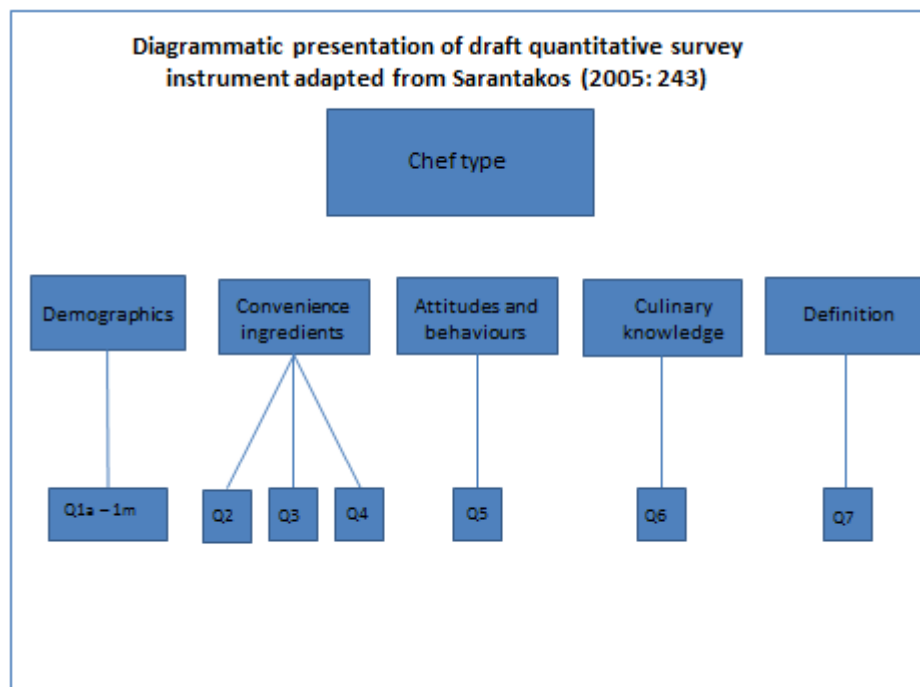 Diagrammatic presentation of draft quantitative survey
instrument adapted from Sarantakos (2005: 243)
Chef type
Demographics
Convenience
ingredients
Attitudes and
behaviours
Culinary
knowledge
Definition
Q1a – 1m
Q2
Q3
Q4
Q5
Q6
Q7